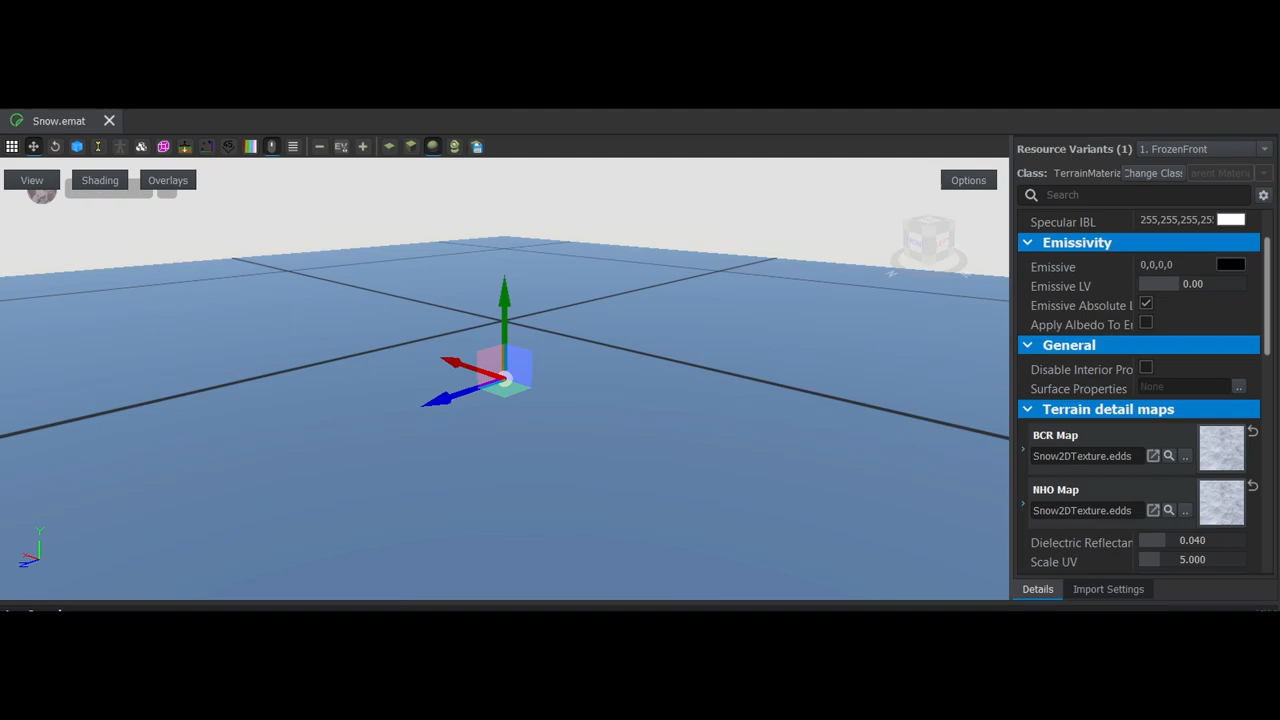 Snow.emat
EV
Resource Variants (1)
1. FrozenFront
Class:
TerrainMateria
Change Class
arent Materi
View
Shading
Overlays
Options
Search
Specular IBL
255,255,255,25
Emissivity
Emissive
0,0,0,0
Emissive LV
0.00
Emissive Absolute L
Apply Albedo To E
General
Disable Interior Pro
Surface Properties
None
..
Terrain detail maps
BCR Map
Snow2DTexture.edds
..
NHO Map
Snow2DTexture.edds
..
Dielectric Reflectan
0.040
Scale UV
5.000
Y
X
Z
Details
Import Settings